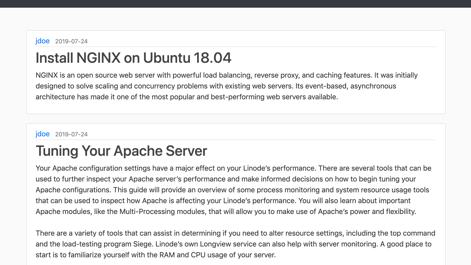 jdoe 2019-07-24
Install NGINX on Ubuntu 18.04
NGINX is an open source web server with powerful load balancing, reverse proxy, and caching features. It was initially
designed to solve scaling and concurrency problems with existing web servers. Its event-based, asynchronous
architecture has made it one of the most popular and best-performing web servers available.
jdoe 2019-07-24
Tuning Your Apache Server
Your Apache configuration settings have a major effect on your Linode's performance. There are several tools that can be
used to further inspect your Apache server's performance and make informed decisions on how to begin tuning your
Apache configurations. This guide will provide an overview of some process monitoring and system resource usage tools
that can be used to inspect how Apache is affecting your Linode's performance. You will also learn about important
Apache modules, like the Multi-Processing modules, that will allow you to make use of Apache's power and flexibility.
There are a variety of tools that can assist in determining if you need to alter resource settings, including the top command
and the load-testing program Siege. Linode's own Longview service can also help with server monitoring. A good place to
start is to familiarize yourself with the RAM and CPU usage of your server.